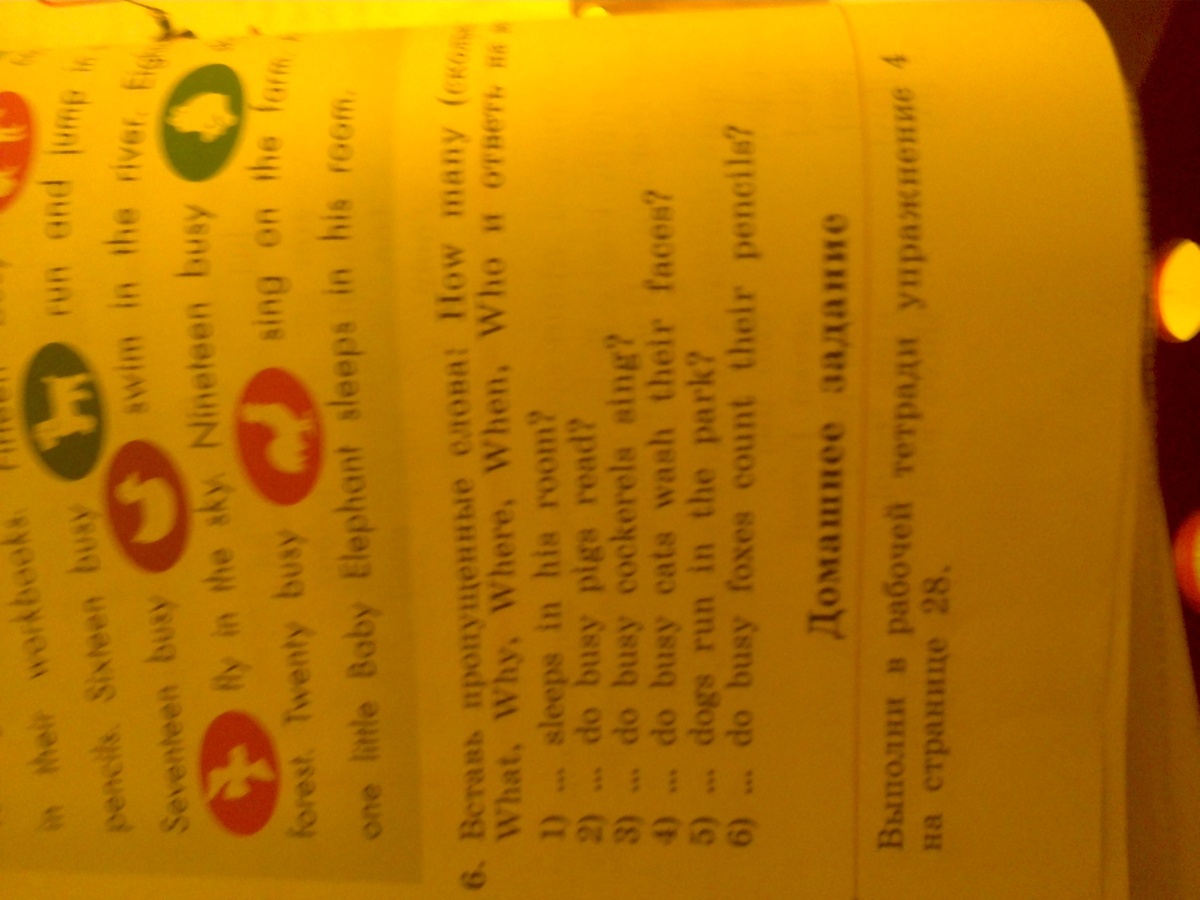 in their workbooks. Fifteen busy
run and jump in
pencils. Sixteen busy
swim in the river.
Seventeen busy
fly in the sky. Nineteen busy
forest. Twenty busy sing on the farm
one little Baby Elephant sleeps in his room.
6. Вставь пропущенные слова: How many
What, Why, Where, When, Who и ответь на
1) ... sleeps in his room?
2) ... do busy pigs read?
3) ... do busy cockerels sing?
4) ... do busy cats wash their faces?
5) ... dogs run in the park?
6) ... do busy foxes count their pencils?
Домашнее задание
Выполни в рабочей тетради упражнение 4
на странице 28.